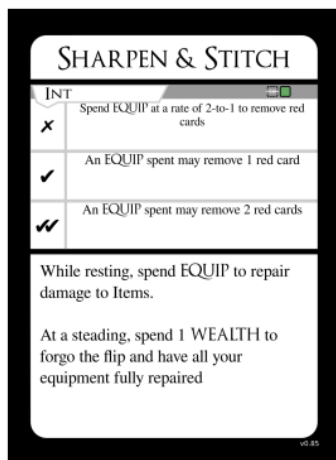 SHARPEN & STITCH
INT
Spend EQUIP at a rate of 2-to-1 to remove red
cards
✗
An EQUIP spent may remove 1 red card
✓
An EQUIP spent may remove 2 red cards
✓✓
While resting, spend EQUIP to repair
damage to Items.
At a steading, spend 1 WEALTH to
forgo the flip and have all your
equipment fully repaired
v0.85